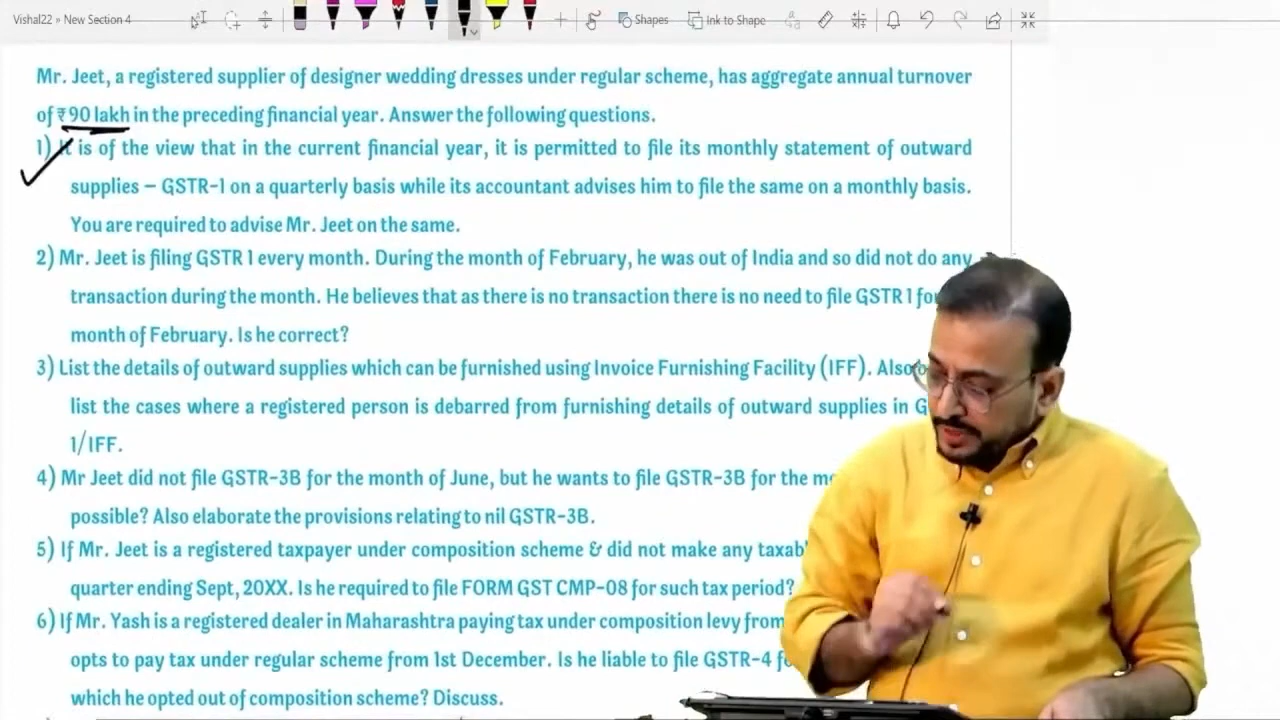 Vishal22 » New Section 4
Shapes
Ink to Shape
Mr. Jeet, a registered supplier of designer wedding dresses under regular scheme, has aggregate annual turnover
of ₹90 lakh in the preceding financial year. Answer the following questions.
1) It is of the view that in the current financial year, it is permitted to file its monthly statement of outward
supplies – GSTR-1 on a quarterly basis while its accountant advises him to file the same on a monthly basis.
You are required to advise Mr. Jeet on the same.
2) Mr. Jeet is filing GSTR 1 every month. During the month of February, he was out of India and so did not do any
transaction during the month. He believes that as there is no transaction there is no need to file GSTR 1 for
month of February. Is he correct?
3) List the details of outward supplies which can be furnished using Invoice Furnishing Facility (IFF). Also
list the cases where a registered person is debarred from furnishing details of outward supplies in
1/IFF.
4) Mr Jeet did not file GSTR-3B for the month of June, but he wants to file GSTR-3B for the
possible? Also elaborate the provisions relating to nil GSTR-3B.
5) If Mr. Jeet is a registered taxpayer under composition scheme & did not make any
quarter ending Sept, 20XX. Is he required to file FORM GST CMP-08 for such tax period?
6) If Mr. Yash is a registered dealer in Maharashtra paying tax under composition levy from
opts to pay tax under regular scheme from 1st December. Is he liable to file GSTR-4
which he opted out of composition scheme? Discuss.